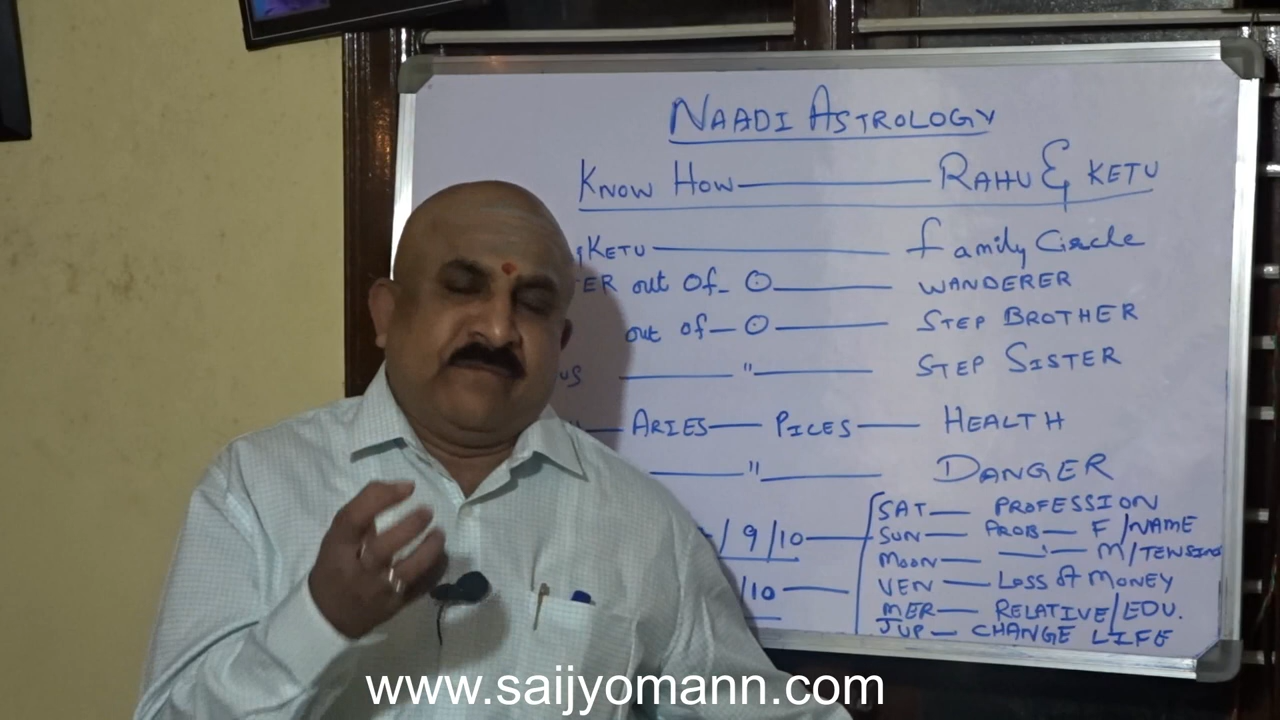 NAADI ASTROLOGY
KNOW HOW — RAHU & KETU
KETU — Family Circle
TER out Of — ⊙ — WANDERER
out of — ⊙ — STEP BROTHER
US — " — STEP SISTER
— ARIES — PICES — HEALTH
— " — DANGER
/ 9 / 10 —
/10 —
SAT — PROFESSION
SUN — PROB — F / NAME
MOON — " — M / TENSION
VEN — Loss Of MONEY
MER — RELATIVE / EDU.
JUP — CHANGE LIFE
www.saijyomann.com